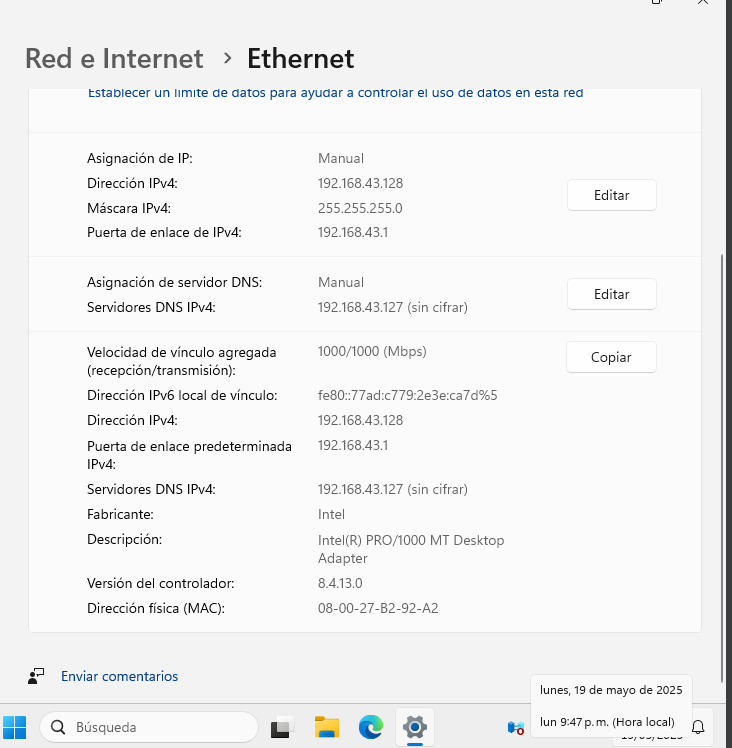 Red e Internet > Ethernet
Establecer un límite de datos para ayudar a controlar el uso de datos en esta red
Asignación de IP: Manual
Dirección IPv4: 192.168.43.128
Máscara IPv4: 255.255.255.0
Puerta de enlace de IPv4: 192.168.43.1
Editar
Asignación de servidor DNS: Manual
Servidores DNS IPv4: 192.168.43.127 (sin cifrar)
Editar
Velocidad de vínculo agregada 1000/1000 (Mbps)
(recepción/transmisión):
Copiar
Dirección IPv6 local de vínculo: fe80::77ad:c779:2e3e:ca7d%5
Dirección IPv4: 192.168.43.128
Puerta de enlace predeterminada 192.168.43.1
IPv4:
Servidores DNS IPv4: 192.168.43.127 (sin cifrar)
Fabricante: Intel
Descripción: Intel(R) PRO/1000 MT Desktop
Adapter
Versión del controlador: 8.4.13.0
Dirección física (MAC): 08-00-27-B2-92-A2
Enviar comentarios
lunes, 19 de mayo de 2025
lun 9:47 p. m. (Hora local)
Búsqueda